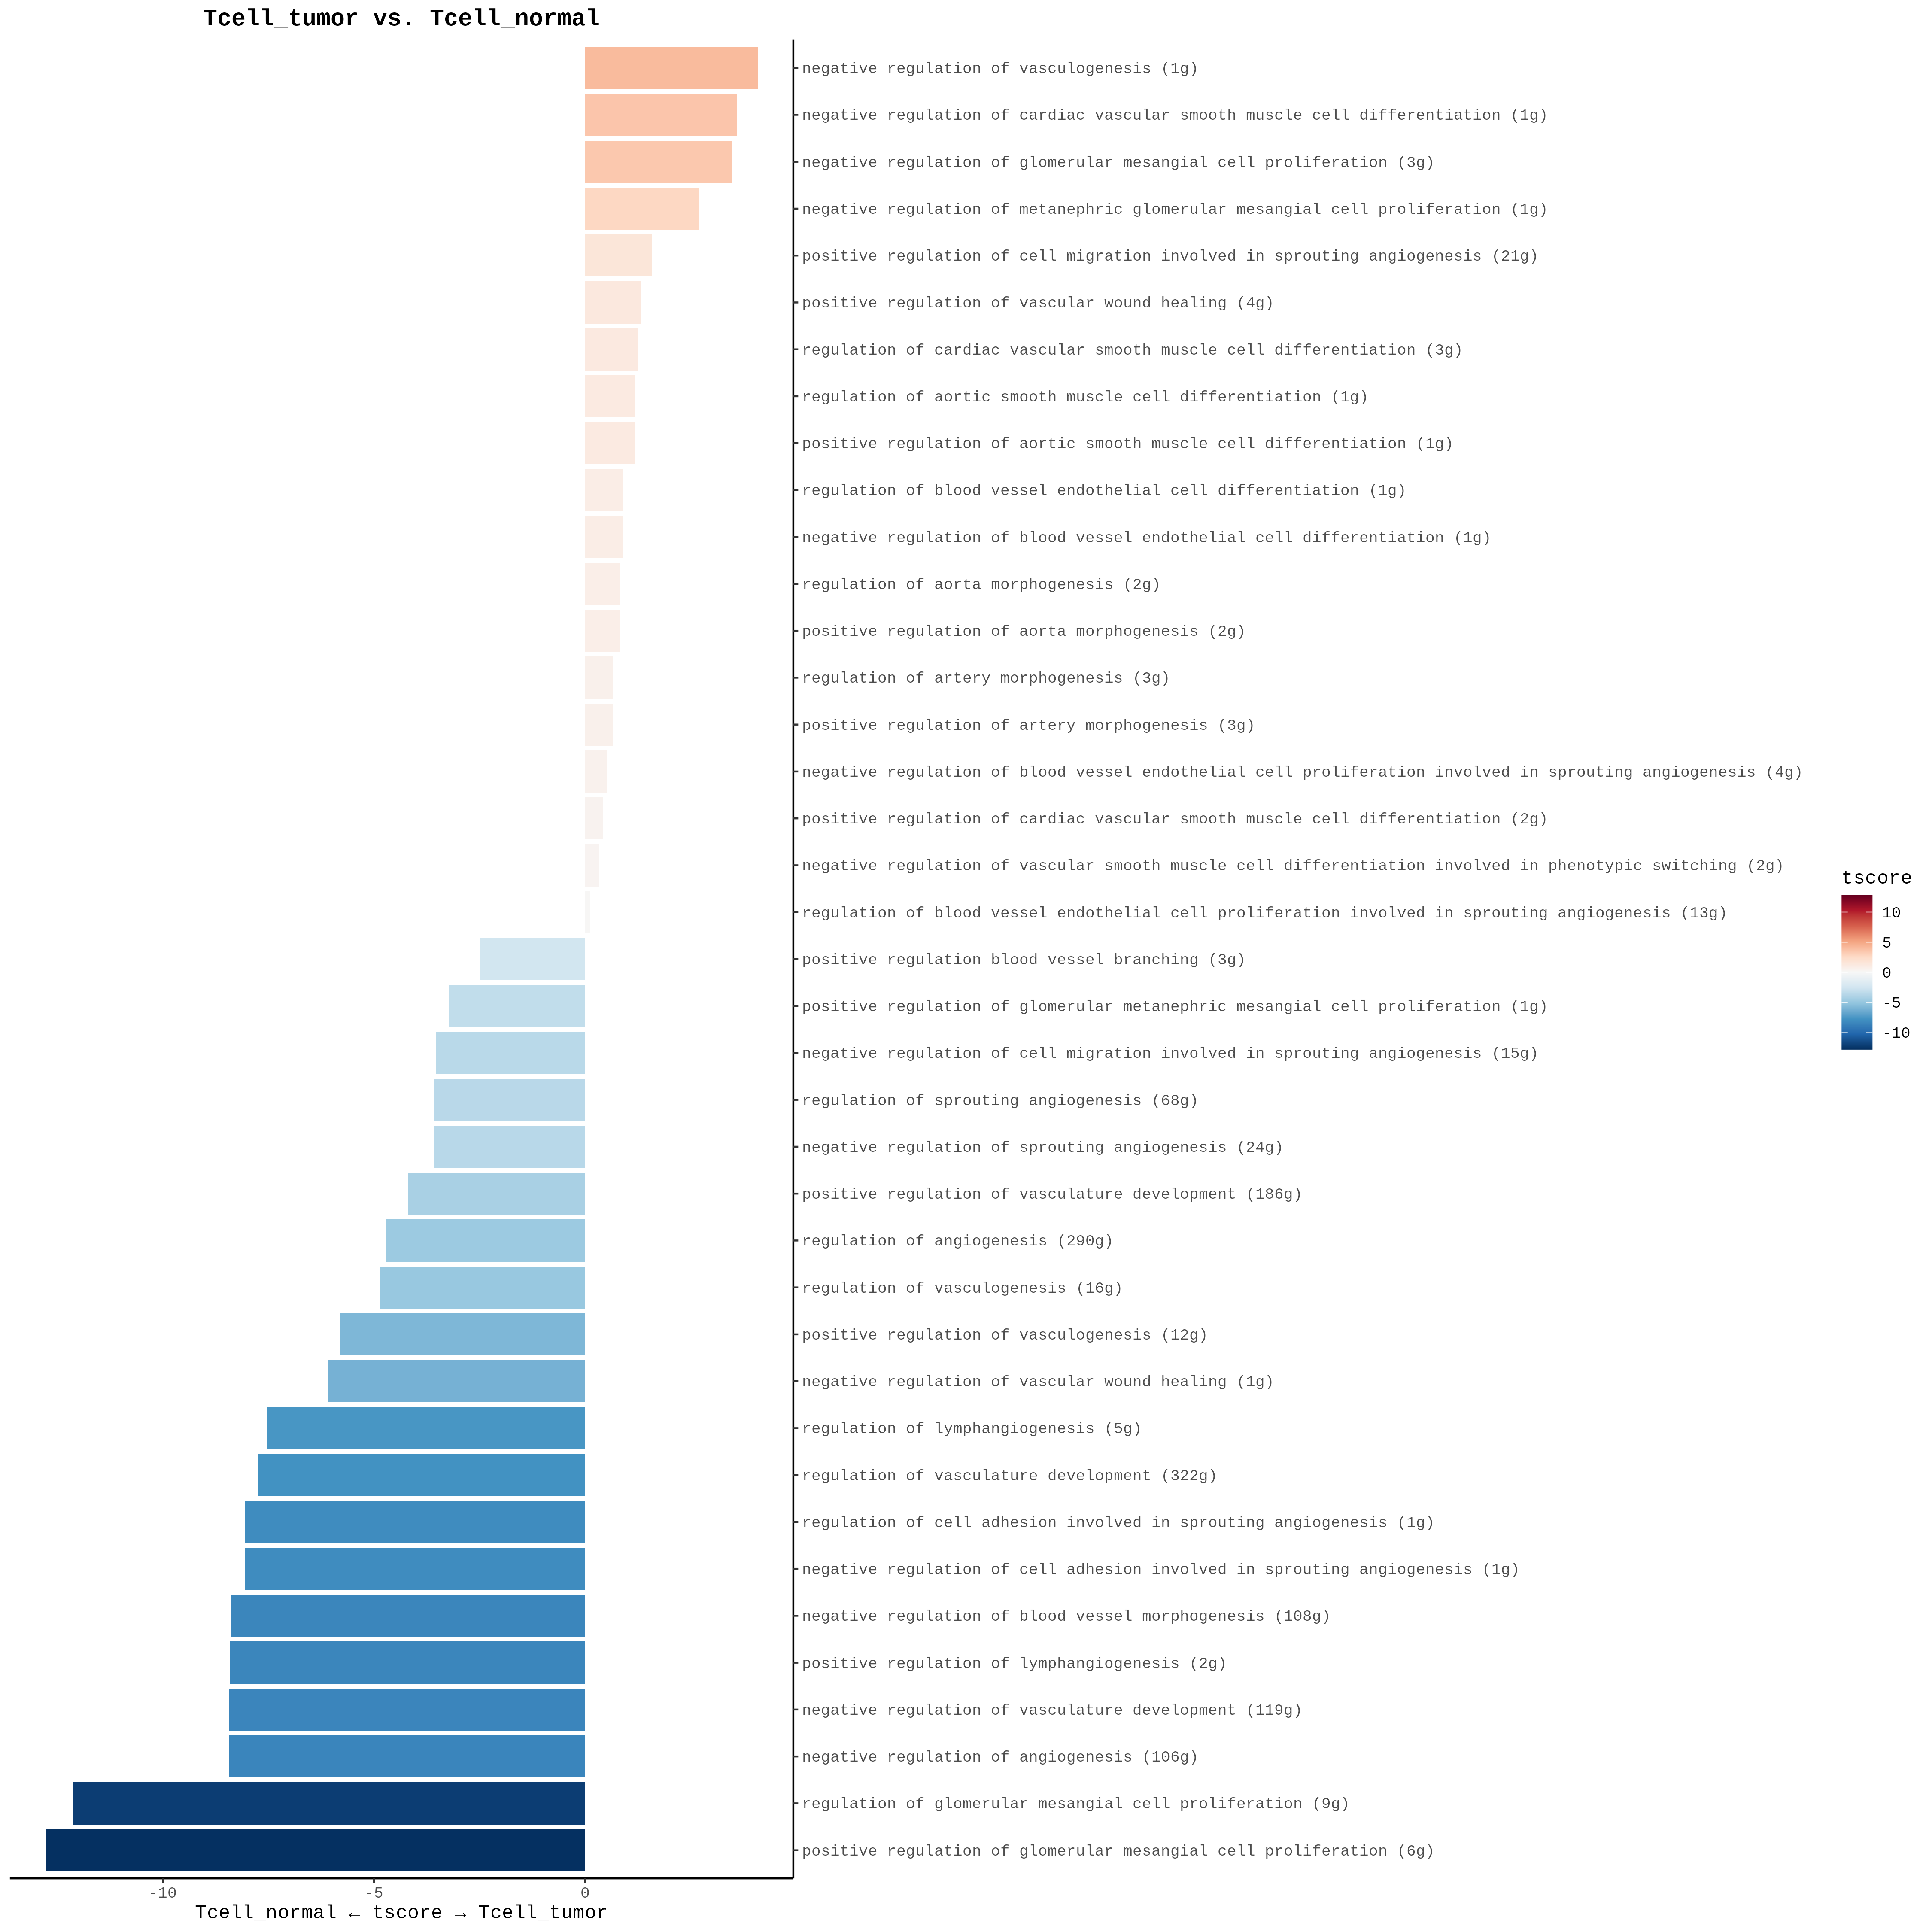 Tcell_tumor vs. Tcell_normal
negative regulation of vasculogenesis (1g)
negative regulation of cardiac vascular smooth muscle cell differentiation (1g)
negative regulation of glomerular mesangial cell proliferation (3g)
negative regulation of metanephric glomerular mesangial cell proliferation (1g)
positive regulation of cell migration involved in sprouting angiogenesis (21g)
positive regulation of vascular wound healing (4g)
regulation of cardiac vascular smooth muscle cell differentiation (3g)
regulation of aortic smooth muscle cell differentiation (1g)
positive regulation of aortic smooth muscle cell differentiation (1g)
regulation of blood vessel endothelial cell differentiation (1g)
negative regulation of blood vessel endothelial cell differentiation (1g)
regulation of aorta morphogenesis (2g)
positive regulation of aorta morphogenesis (2g)
regulation of artery morphogenesis (3g)
positive regulation of artery morphogenesis (3g)
negative regulation of blood vessel endothelial cell proliferation involved in sprouting angiogenesis (4g)
positive regulation of cardiac vascular smooth muscle cell differentiation (2g)
negative regulation of vascular smooth muscle cell differentiation involved in phenotypic switching (2g)
regulation of blood vessel endothelial cell proliferation involved in sprouting angiogenesis (13g)
positive regulation blood vessel branching (3g)
positive regulation of glomerular metanephric mesangial cell proliferation (1g)
negative regulation of cell migration involved in sprouting angiogenesis (15g)
regulation of sprouting angiogenesis (68g)
negative regulation of sprouting angiogenesis (24g)
positive regulation of vasculature development (186g)
regulation of angiogenesis (290g)
regulation of vasculogenesis (16g)
positive regulation of vasculogenesis (12g)
negative regulation of vascular wound healing (1g)
regulation of lymphangiogenesis (5g)
regulation of vasculature development (322g)
regulation of cell adhesion involved in sprouting angiogenesis (1g)
negative regulation of cell adhesion involved in sprouting angiogenesis (1g)
negative regulation of blood vessel morphogenesis (108g)
positive regulation of lymphangiogenesis (2g)
negative regulation of vasculature development (119g)
negative regulation of angiogenesis (106g)
regulation of glomerular mesangial cell proliferation (9g)
positive regulation of glomerular mesangial cell proliferation (6g)
-10 -5 0
Tcell_normal ← tscore → Tcell_tumor
tscore
10
5
0
-5
-10